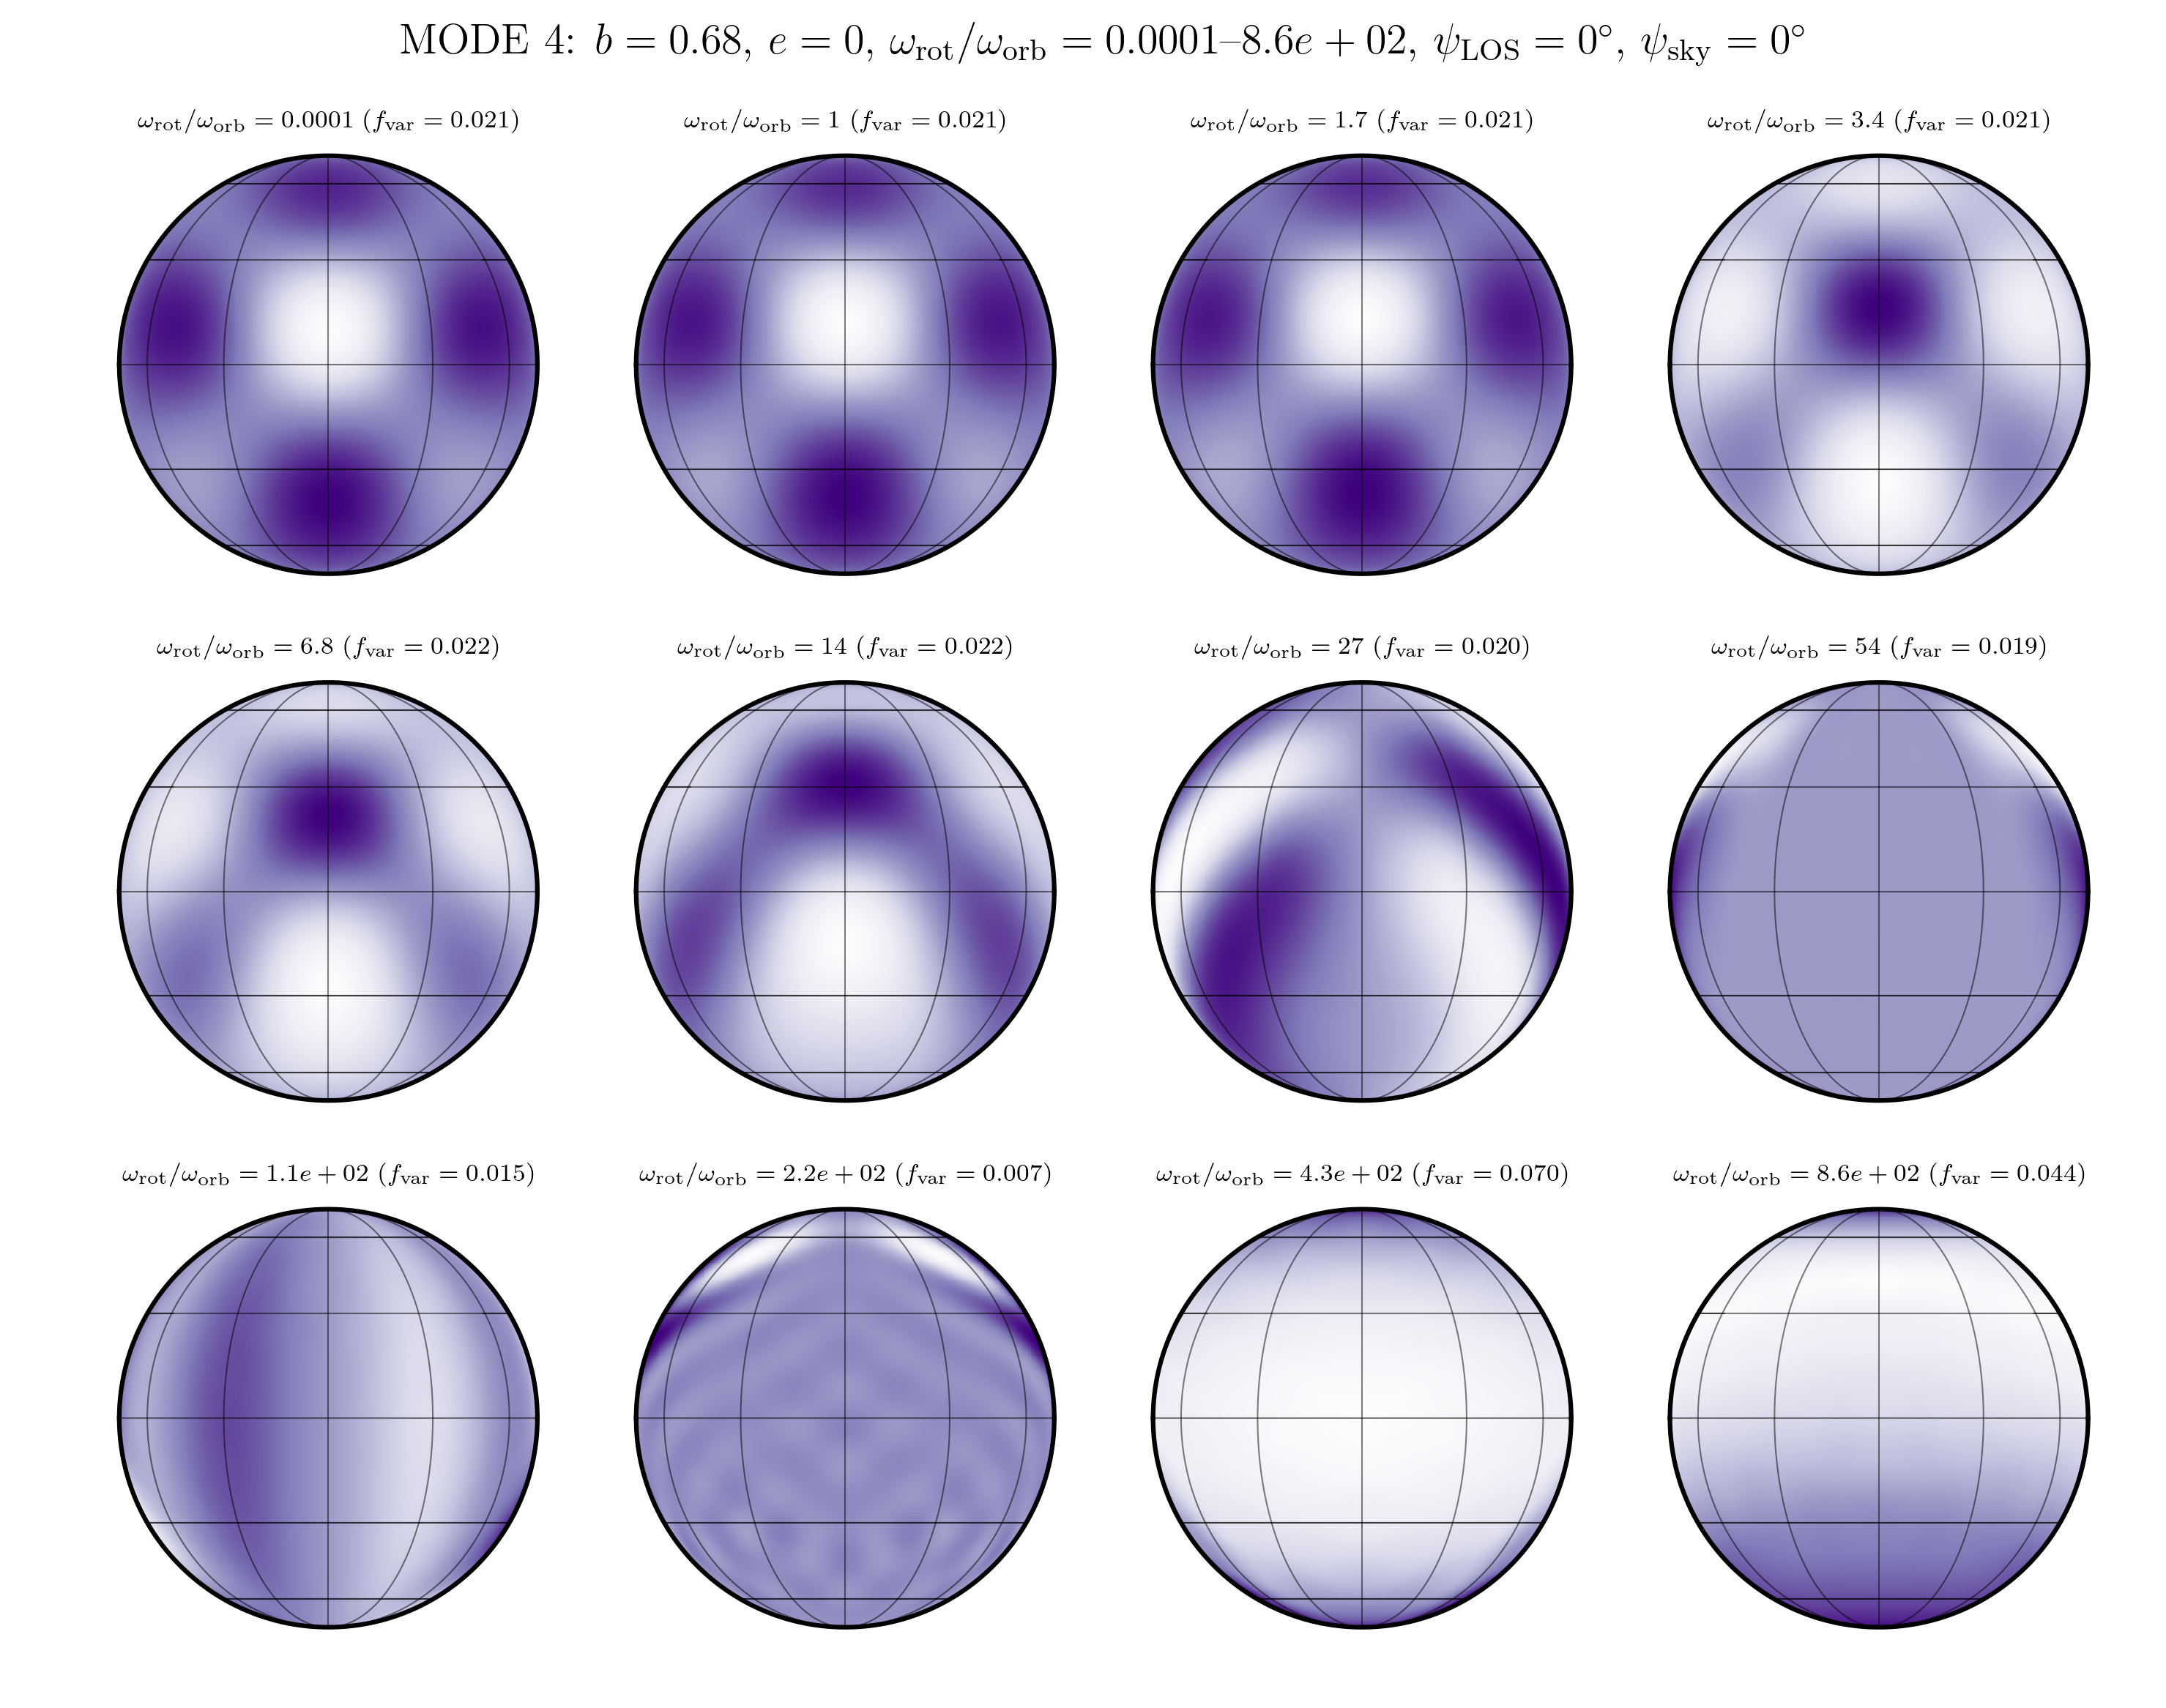 MODE 4: b = 0.68, e = 0, ω_rot/ω_orb = 0.0001–8.6e + 02, ψ_LOS = 0°, ψ_sky = 0°
ω_rot/ω_orb = 0.0001 (f_var = 0.021)
ω_rot/ω_orb = 1 (f_var = 0.021)
ω_rot/ω_orb = 1.7 (f_var = 0.021)
ω_rot/ω_orb = 3.4 (f_var = 0.021)
ω_rot/ω_orb = 6.8 (f_var = 0.022)
ω_rot/ω_orb = 14 (f_var = 0.022)
ω_rot/ω_orb = 27 (f_var = 0.020)
ω_rot/ω_orb = 54 (f_var = 0.019)
ω_rot/ω_orb = 1.1e + 02 (f_var = 0.015)
ω_rot/ω_orb = 2.2e + 02 (f_var = 0.007)
ω_rot/ω_orb = 4.3e + 02 (f_var = 0.070)
ω_rot/ω_orb = 8.6e + 02 (f_var = 0.044)